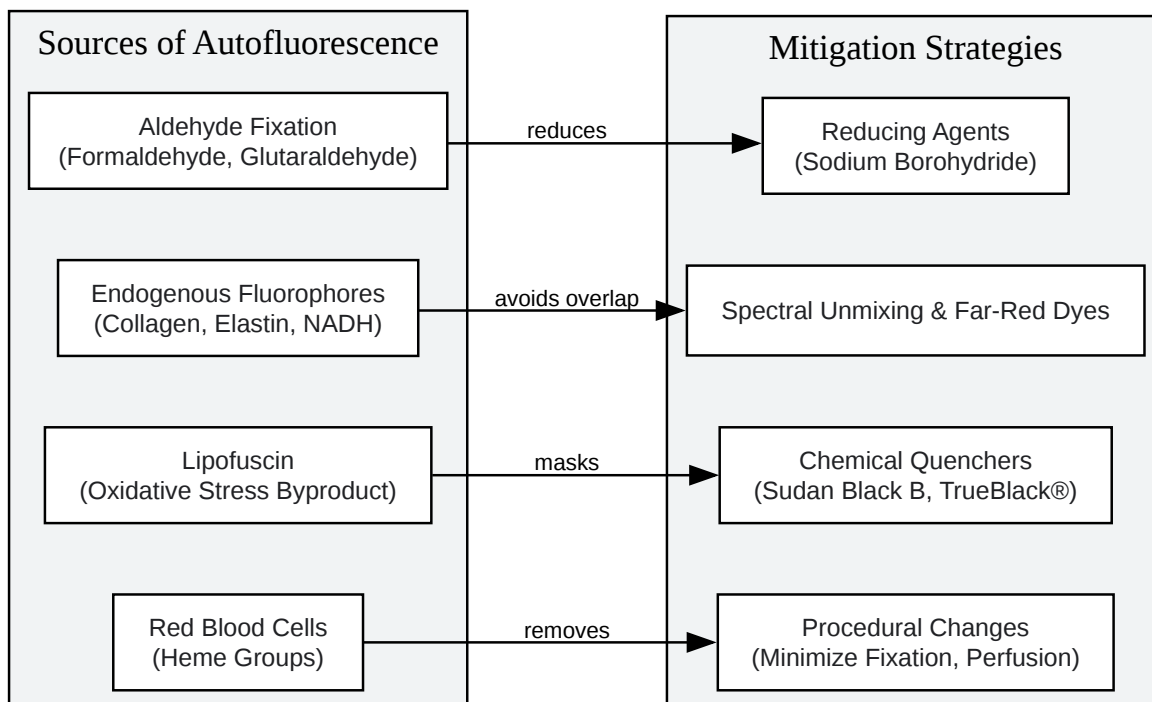 Sources of Autofluorescence
Mitigation Strategies
Aldehyde Fixation
(Formaldehyde, Glutaraldehyde)
reduces
Reducing Agents
(Sodium Borohydride)
Endogenous Fluorophores
(Collagen, Elastin, NADH)
avoids overlap
Spectral Unmixing & Far-Red Dyes
Lipofuscin
(Oxidative Stress Byproduct)
masks
Chemical Quenchers
(Sudan Black B, TrueBlack®)
Red Blood Cells
(Heme Groups)
removes
Procedural Changes
(Minimize Fixation, Perfusion)